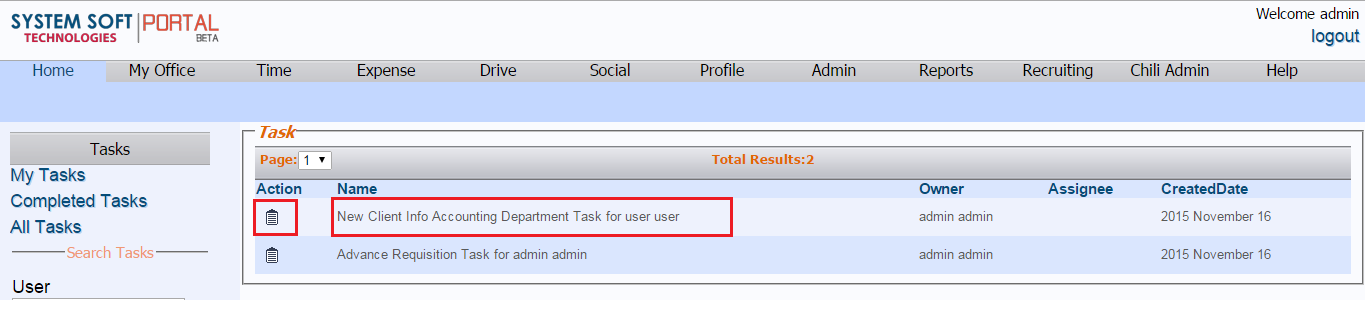 SYSTEM SOFT TECHNOLOGIES PORTAL BETA
Welcome admin
logout
Home My Office Time Expense Drive Social Profile Admin Reports Recruiting Chili Admin Help
Tasks
My Tasks
Completed Tasks
All Tasks
Search Tasks
User
Task
Page: 1 Total Results:2
Action Name Owner Assignee CreatedDate
New Client Info Accounting Department Task for user user admin admin 2015 November 16
Advance Requisition Task for admin admin admin admin 2015 November 16